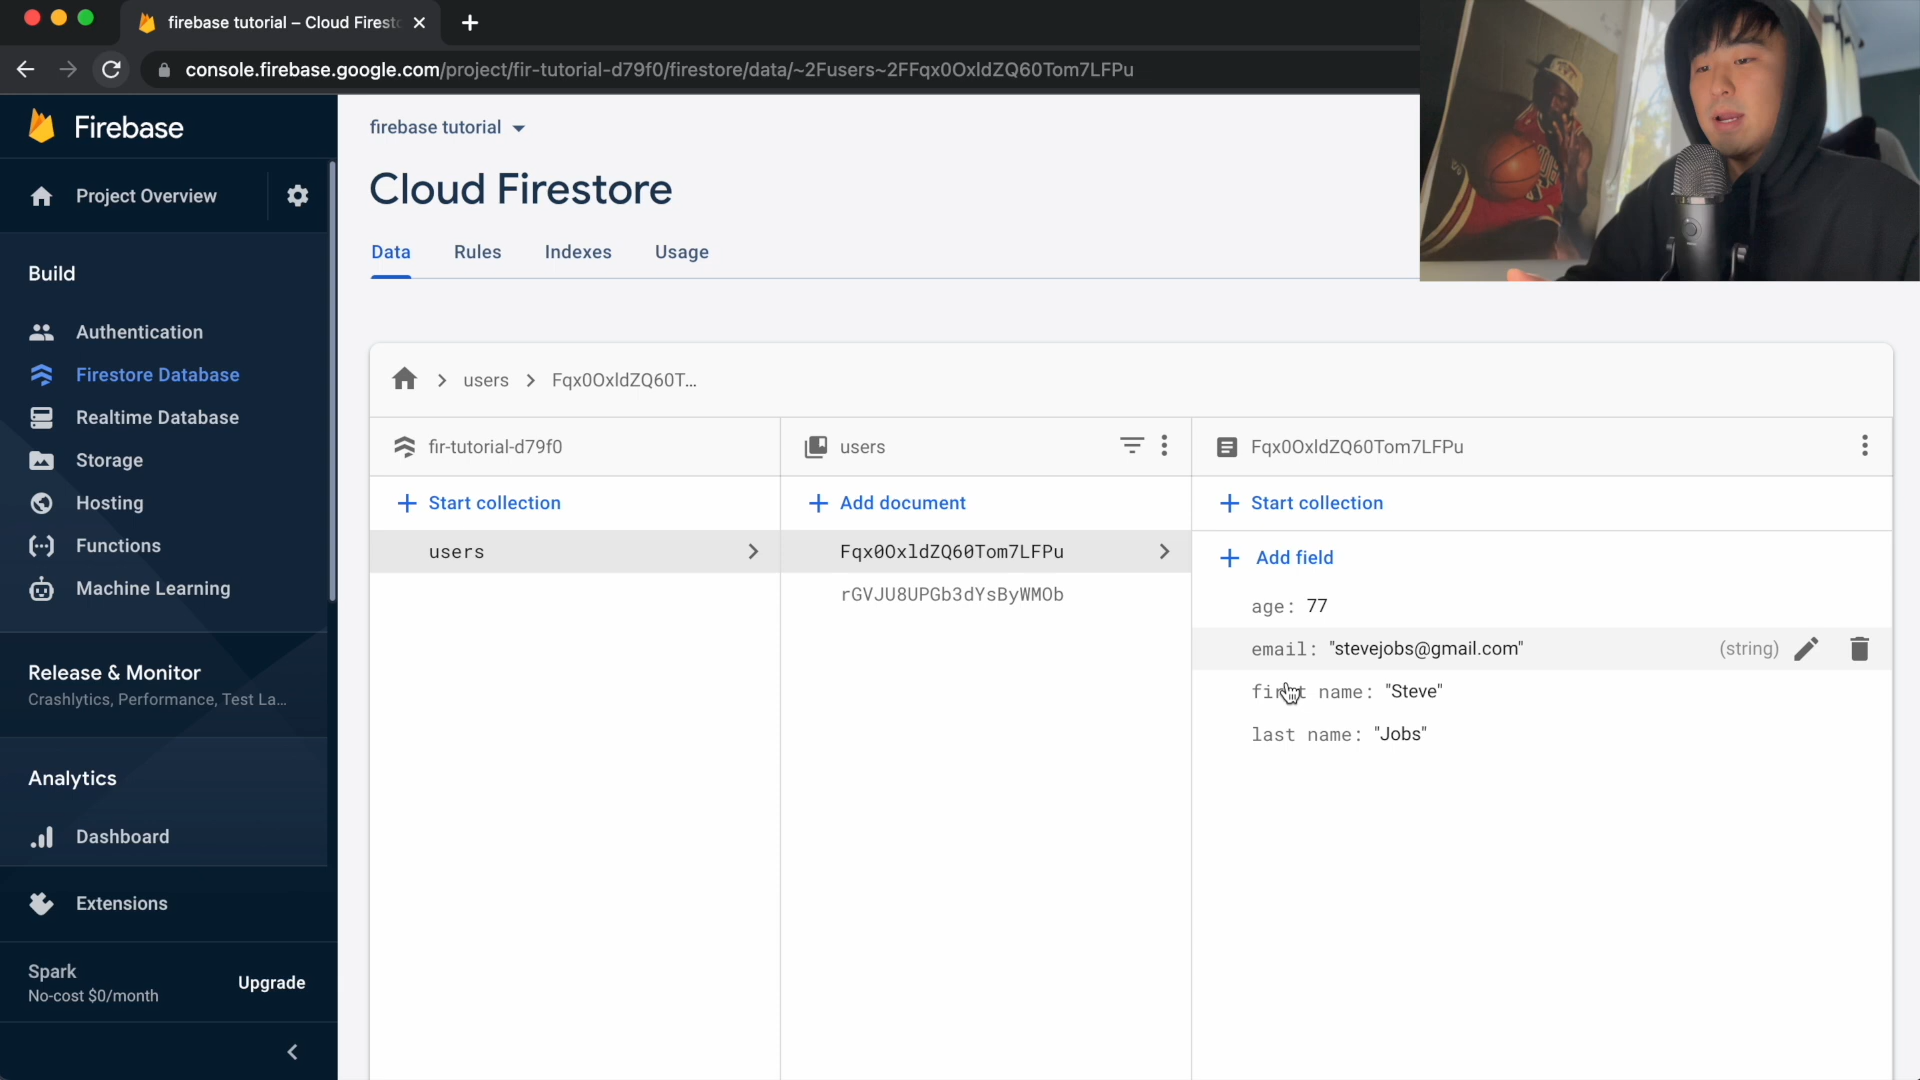 firebase tutorial – Cloud Firest
console.firebase.google.com/project/fir-tutorial-d79f0/firestore/data/~2Fusers~2FFqx0OxldZQ60Tom7LFPu
Firebase
Project Overview
Build
Authentication
Firestore Database
Realtime Database
Storage
Hosting
Functions
Machine Learning
Release & Monitor
Crashlytics, Performance, Test La...
Analytics
Dashboard
Extensions
Spark
No-cost $0/month
Upgrade
firebase tutorial
Cloud Firestore
Data Rules Indexes Usage
users Fqx0OxldZQ60T...
fir-tutorial-d79f0
Start collection
users
users
Add document
Fqx0OxldZQ60Tom7LFPu
rGVJU8UPGb3dYsByWMOb
Fqx0OxldZQ60Tom7LFPu
Start collection
Add field
age: 77
email: "stevejobs@gmail.com" (string)
first name: "Steve"
last name: "Jobs"